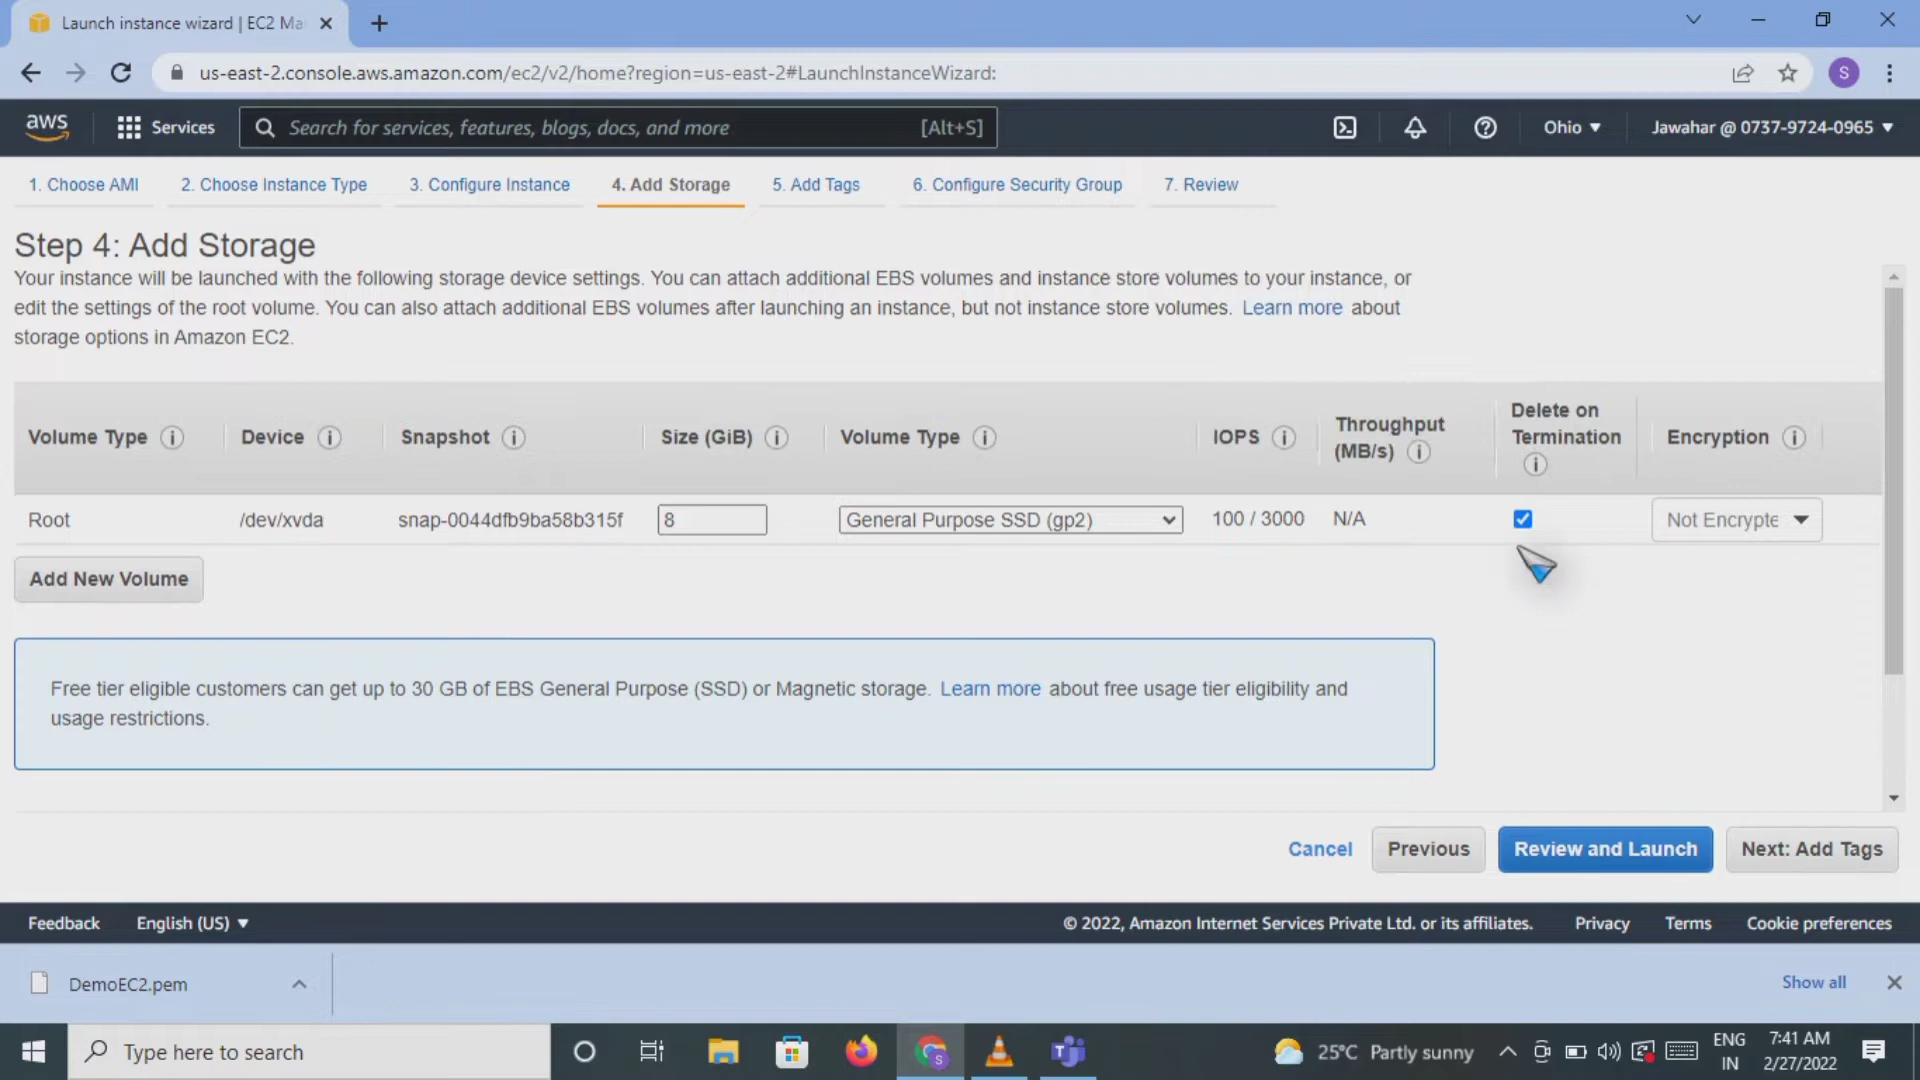 Launch instance wizard | EC2 Ma
us-east-2.console.aws.amazon.com/ec2/v2/home?region=us-east-2#LaunchInstanceWizard:
S
aws
Services
Search for services, features, blogs, docs, and more
[Alt+S]
Ohio
Jawahar @ 0737-9724-0965
1. Choose AMI
2. Choose Instance Type
3. Configure Instance
4. Add Storage
5. Add Tags
6. Configure Security Group
7. Review
Step 4: Add Storage
Your instance will be launched with the following storage device settings. You can attach additional EBS volumes and instance store volumes to your instance, or
edit the settings of the root volume. You can also attach additional EBS volumes after launching an instance, but not instance store volumes. Learn more about
storage options in Amazon EC2.
Volume Type
Device
Snapshot
Size (GiB)
Volume Type
IOPS
Throughput
(MB/s)
Delete on
Termination
Encryption
Root
/dev/xvda
snap-0044dfb9ba58b315f
8
General Purpose SSD (gp2)
100 / 3000
N/A
Not Encrypte
Add New Volume
Free tier eligible customers can get up to 30 GB of EBS General Purpose (SSD) or Magnetic storage. Learn more about free usage tier eligibility and
usage restrictions.
Cancel
Previous
Review and Launch
Next: Add Tags
Feedback
English (US)
© 2022, Amazon Internet Services Private Ltd. or its affiliates.
Privacy
Terms
Cookie preferences
DemoEC2.pem
Show all
Type here to search
S
25°C Partly sunny
ENG
IN
7:41 AM
2/27/2022